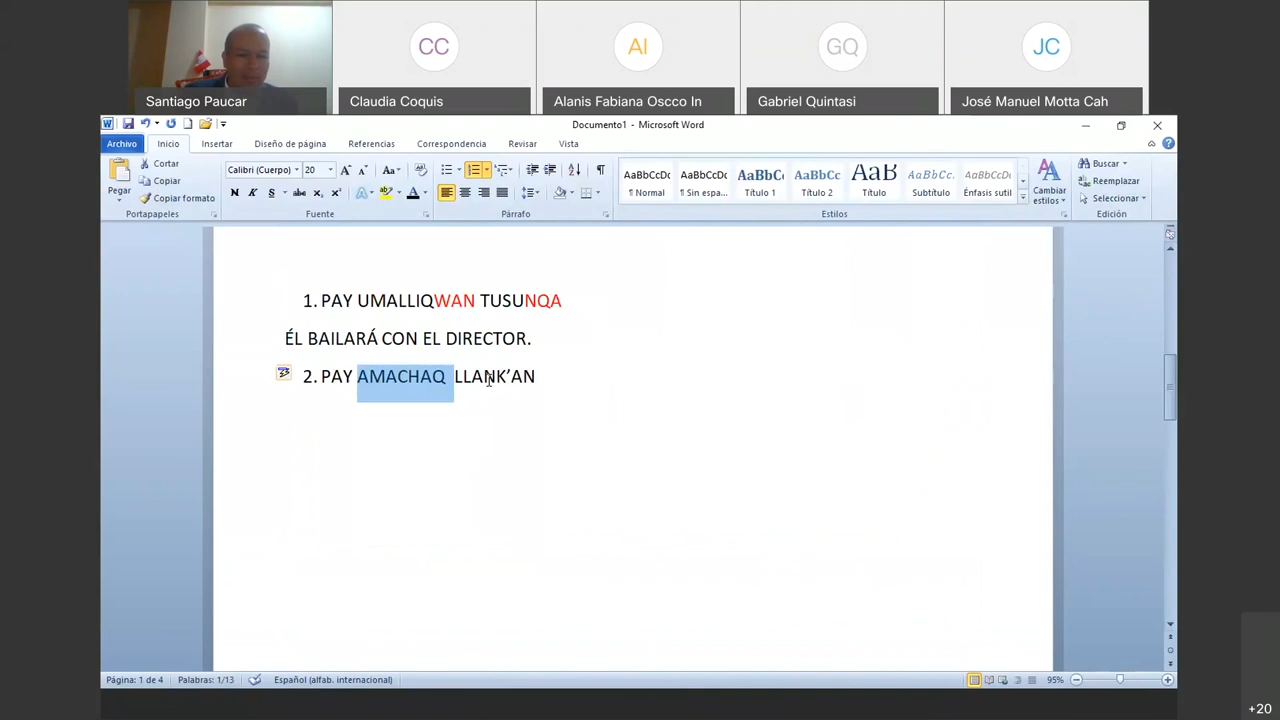 CC
AI
GQ
JC
Santiago Paucar
Claudia Coquis
Alanis Fabiana Oscco In
Gabriel Quintasi
José Manuel Motta Cah
Documento1 - Microsoft Word
Archivo Inicio Insertar Diseño de página Referencias Correspondencia Revisar Vista
Pegar
Cortar
Copiar
Copiar formato
Portapapeles
Calibri (Cuerpo) 20
Fuente
Párrafo
AaBbCcDc AaBbCcDc AaBbC AaBbCc AaB AaBbCc. AaBbCcDc
¶ Normal ¶ Sin espa... Título 1 Título 2 Título Subtítulo Énfasis sutil
Estilos
Cambiar estilos
Buscar
Reemplazar
Seleccionar
Edición
1. PAY UMALLIQWAN TUSUNQA
ÉL BAILARÁ CON EL DIRECTOR.
2. PAY AMACHAQ LLANK’AN
Página: 1 de 4 Palabras: 1/13 Español (alfab. internacional) 95%
+20